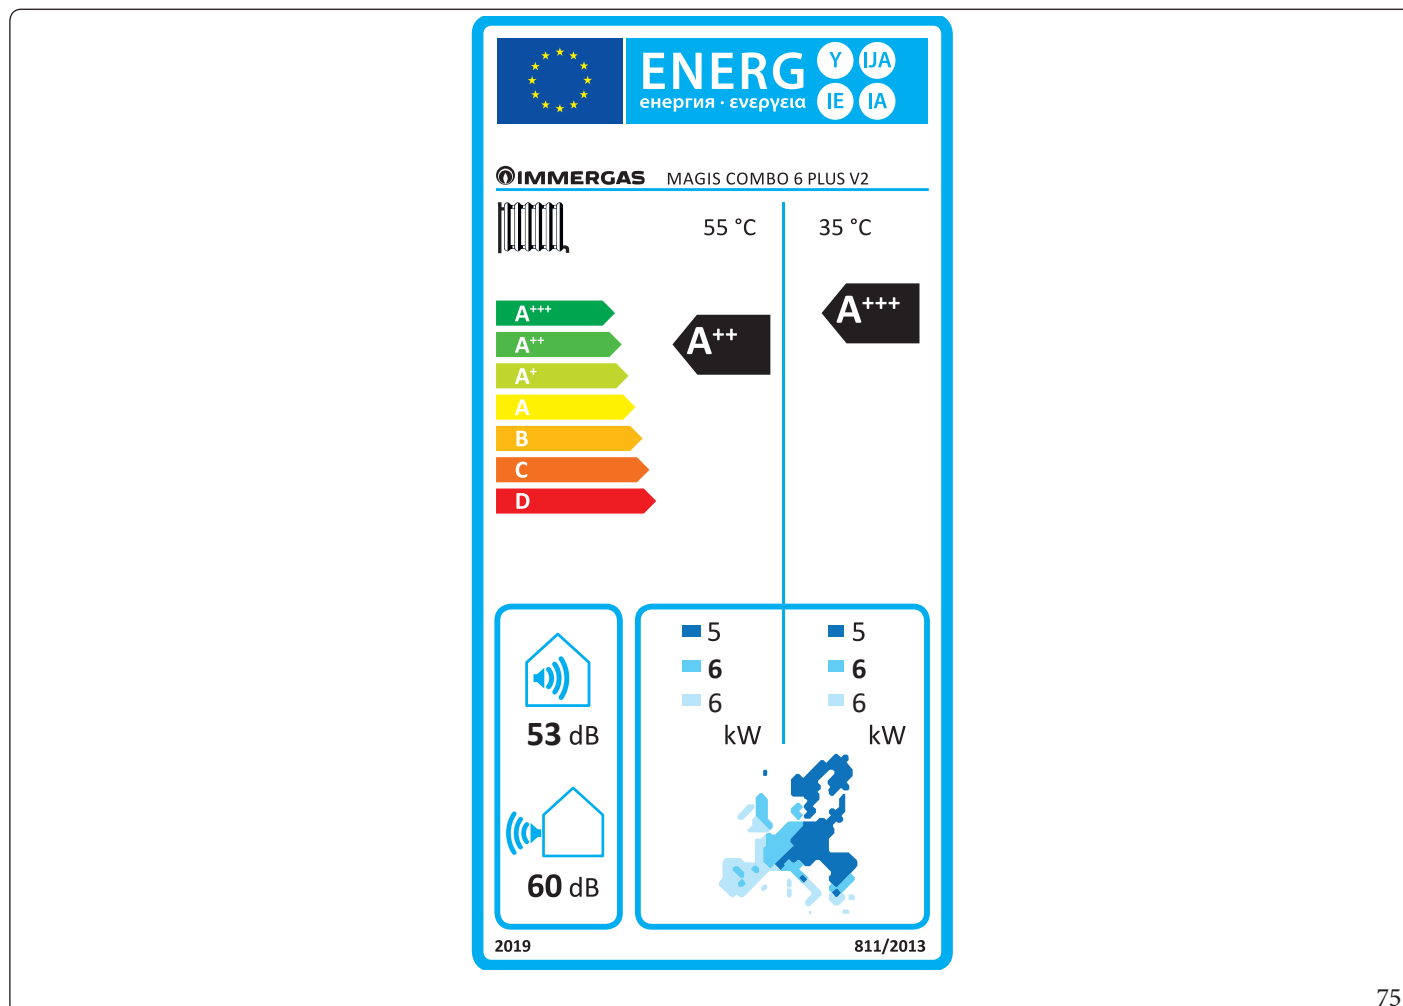 ENERG Y IJA
енергия · ενεργεια IE IA
IMMERGAS MAGIS COMBO 6 PLUS V2
55 °C 35 °C
A+++
A+++
A++
A++
A+
A
B
C
D
5 5
6 6
6 6
kW kW
53 dB
60 dB
2019 811/2013
75